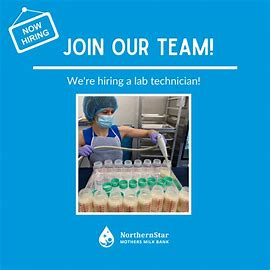 NOW
HIRING
JOIN OUR TEAM!
We're hiring a lab technician!
NorthernStar
MOTHERS MILK BANK